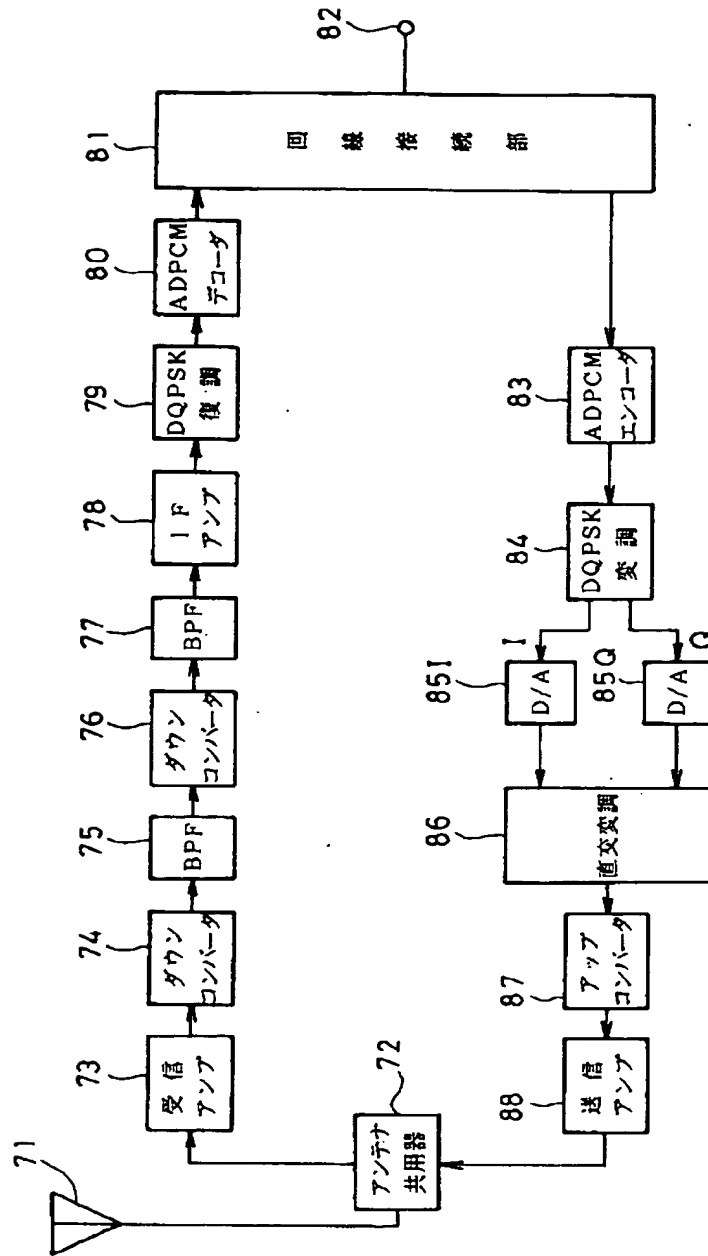 71
アンテナ
共用器
72
受信
アンプ
73
ダウン
コンバータ
74
BPF
75
ダウン
コンバータ
76
BPF
77
IF
アンプ
78
DQPSK
復調
79
ADPCM
デコーダ
80
回線接続部
81
82
ADPCM
エンコーダ
83
DQPSK
変調
84
I
D/A
85I
Q
D/A
85Q
直交変調
86
アップ
コンバータ
87
送信
アンプ
88